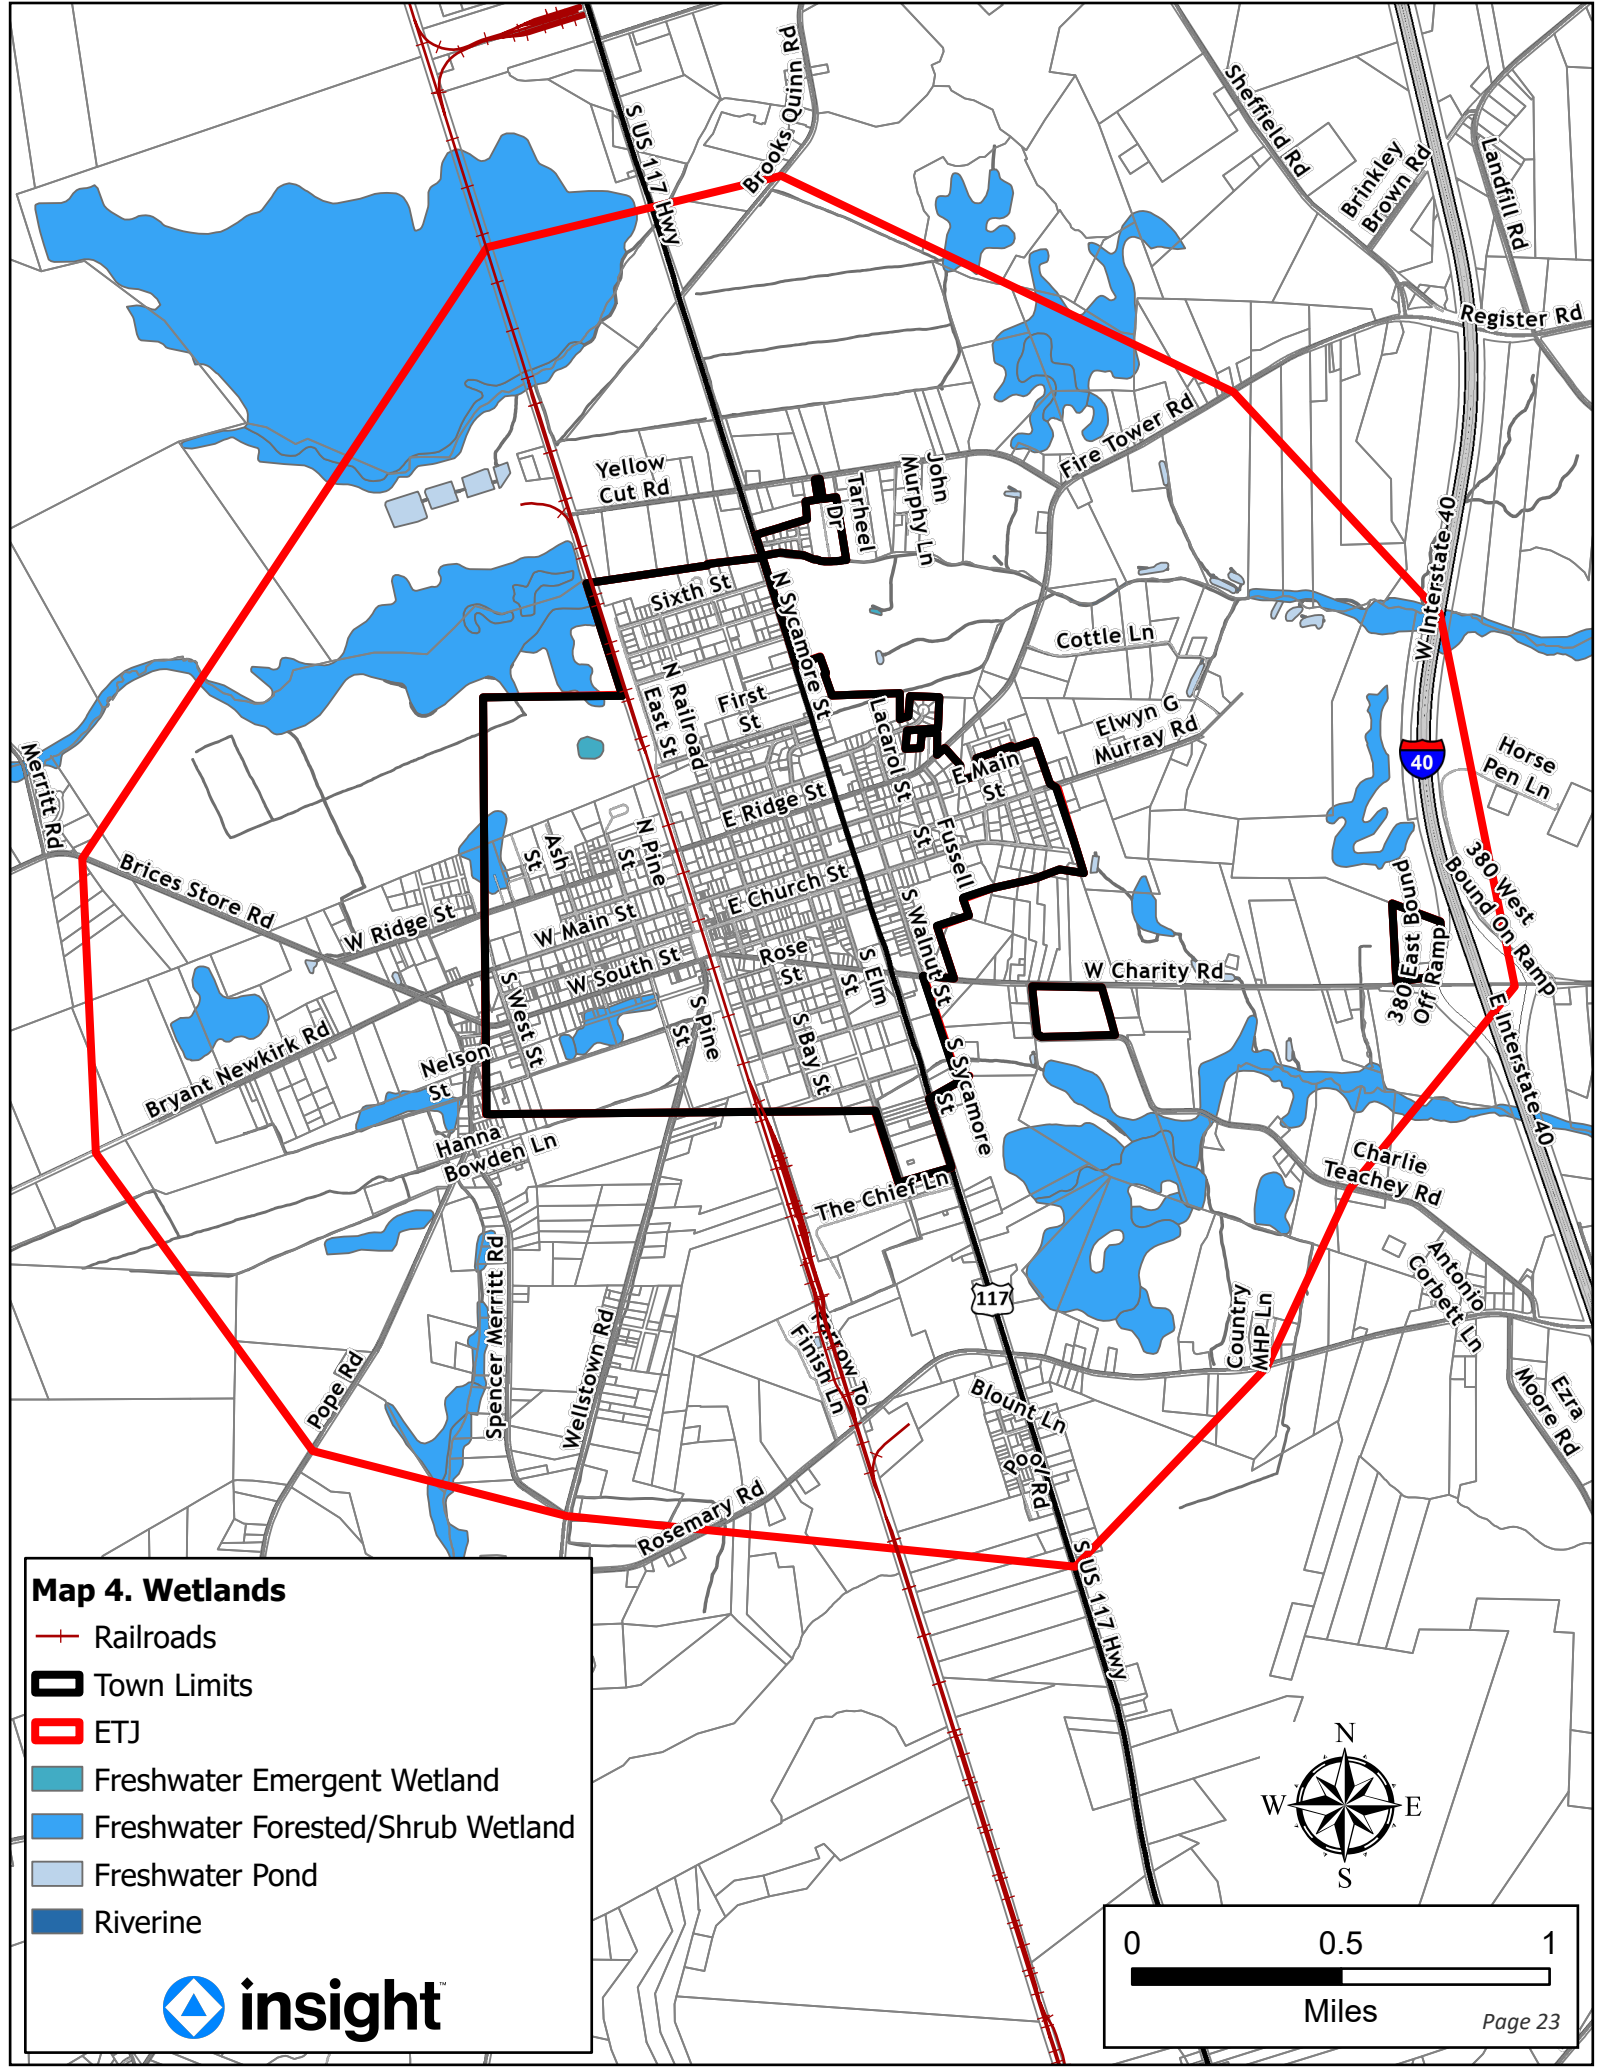 S US 117 Hwy
Brooks Quinn Rd
Sheffield Rd
Brinkley
Brown Rd
Landfill Rd
Register Rd
Fire Tower Rd
Yellow
Cut Rd
Tarheel
Dr
John
Murphy Ln
W Interstate 40
Sixth St
N Sycamore St
Cottle Ln
N Railroad
East St
First
St
Lacarol St
Elwyn G
Murray Rd
Horse
Pen Ln
40
Merritt Rd
E Main
St
E Ridge St
Ash
St
N Pine
St
Fussell
St
Brices Store Rd
W Ridge St
W Main St
E Church St
380 West
Bound On Ramp
380 East Bound
Off Ramp
W South St
Rose
St
S Elm
St
S Walnut St
W Charity Rd
S West St
S Pine
St
S Bay St
Bryant Newkirk Rd
Nelson
St
S Sycamore
St
E Interstate 40
Hanna
Bowden Ln
Charlie
Teachey Rd
The Chief Ln
Spencer Merritt Rd
Antonio
Corbett Ln
117
Country
MHP Ln
Farrow To
Finish Ln
Wellstown Rd
Pope Rd
Blount Ln
Ezra
Moore Rd
Pool Rd
Rosemary Rd
S US 117 Hwy
Map 4. Wetlands
Railroads
Town Limits
ETJ
Freshwater Emergent Wetland
Freshwater Forested/Shrub Wetland
Freshwater Pond
Riverine
insight™
N
W E
S
0 0.5 1
Miles
Page 23